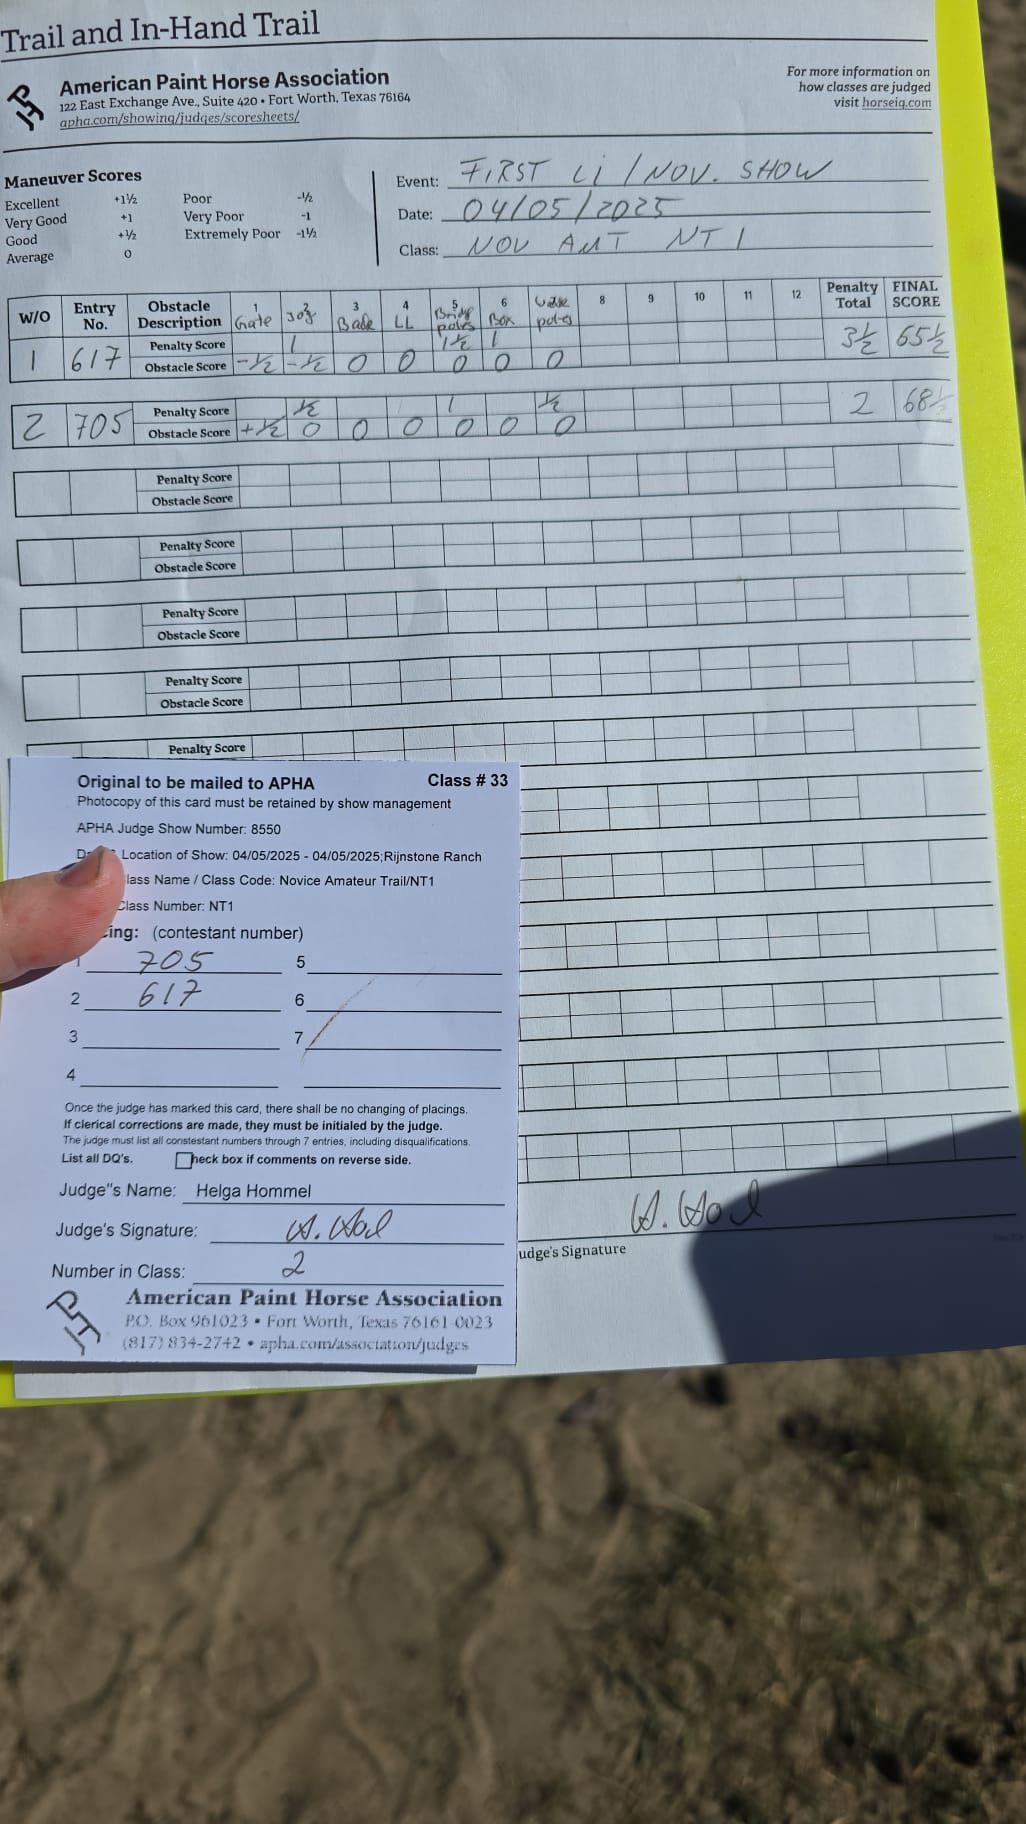 Trail and In-Hand Trail
American Paint Horse Association
122 East Exchange Ave., Suite 420 • Fort Worth, Texas 76164
apha.com/showing/judges/scoresheets/
For more information on
how classes are judged
visit horseiq.com
Maneuver Scores
Excellent +1½ Poor -½
Very Good +1 Very Poor -1
Good +½ Extremely Poor -1½
Average 0
Event: FIRST Li / NOV. SHOW
Date: 04/05/2025
Class: NOV AMT NT1
W/O Entry No. Obstacle Description 1 2 3 4 5 6 8 9 10 11 12 Penalty Total FINAL SCORE
Gate Jog Back LL poles Box poles
Penalty Score 1 1½ 1
1 617 Obstacle Score -½ -½ 0 0 0 0 0 3½ 65½
Penalty Score ½ 1 ½
2 705 Obstacle Score +½ 0 0 0 0 0 0 2 68½
Penalty Score
Obstacle Score
Penalty Score
Obstacle Score
Penalty Score
Obstacle Score
Penalty Score
Obstacle Score
Penalty Score
Original to be mailed to APHA Class # 33
Photocopy of this card must be retained by show management
APHA Judge Show Number: 8550
Location of Show: 04/05/2025 - 04/05/2025;Rijnstone Ranch
lass Name / Class Code: Novice Amateur Trail/NT1
Class Number: NT1
ing: (contestant number)
1 705 5
2 617 6
3 7
4
Once the judge has marked this card, there shall be no changing of placings.
If clerical corrections are made, they must be initialed by the judge.
The judge must list all constestant numbers through 7 entries, including disqualifications.
List all DQ's. heck box if comments on reverse side.
Judge"s Name: Helga Hommel
Judge's Signature:
udge's Signature
Number in Class: 2
American Paint Horse Association
P.O. Box 961023 • Fort Worth, Texas 76161-0023
(817) 834-2742 • apha.com/association/judges